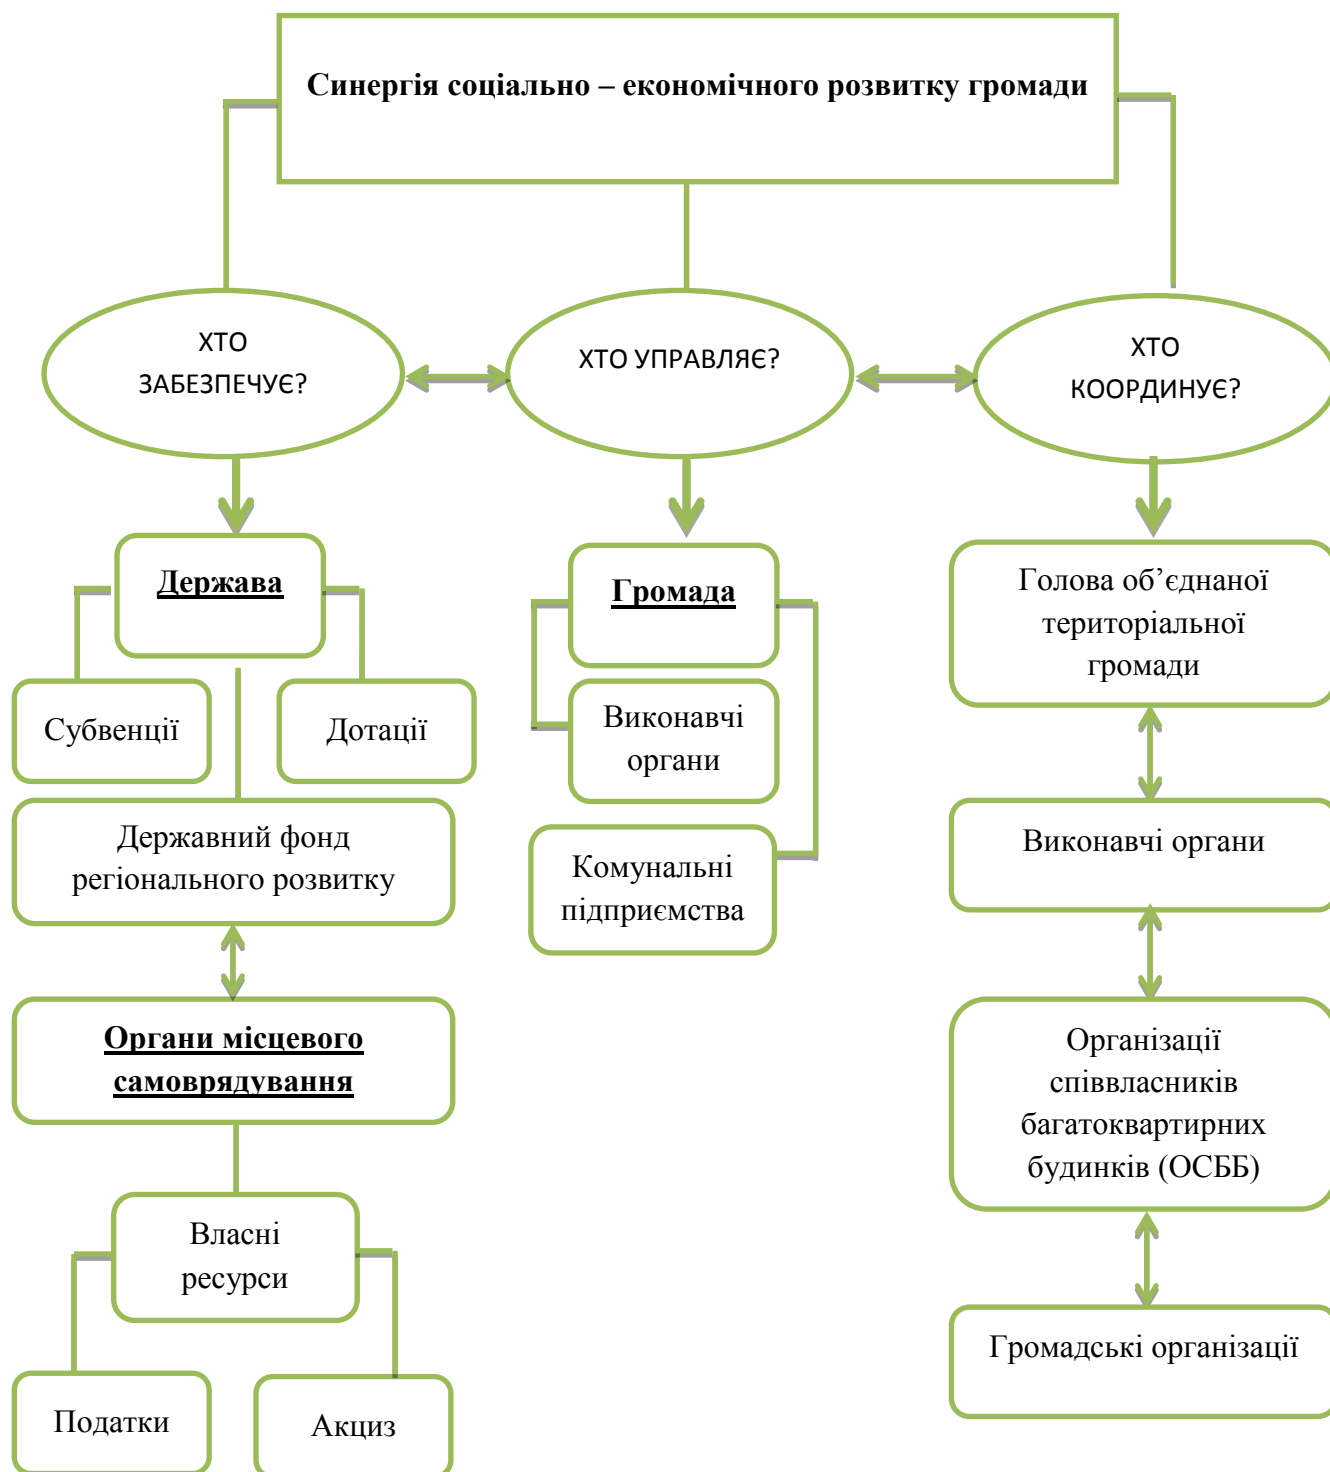 Синергія соціально – економічного розвитку громади
ХТО
ЗАБЕЗПЕЧУЄ?
ХТО УПРАВЛЯЄ?
ХТО
КООРДИНУЄ?
Держава
Субвенції
Дотації
Державний фонд
регіонального розвитку
Органи місцевого
самоврядування
Власні
ресурси
Податки
Акциз
Громада
Виконавчі
органи
Комунальні
підприємства
Голова об’єднаної
територіальної
громади
Виконавчі органи
Організації
співвласників
багатоквартирних
будинків (ОСББ)
Громадські організації